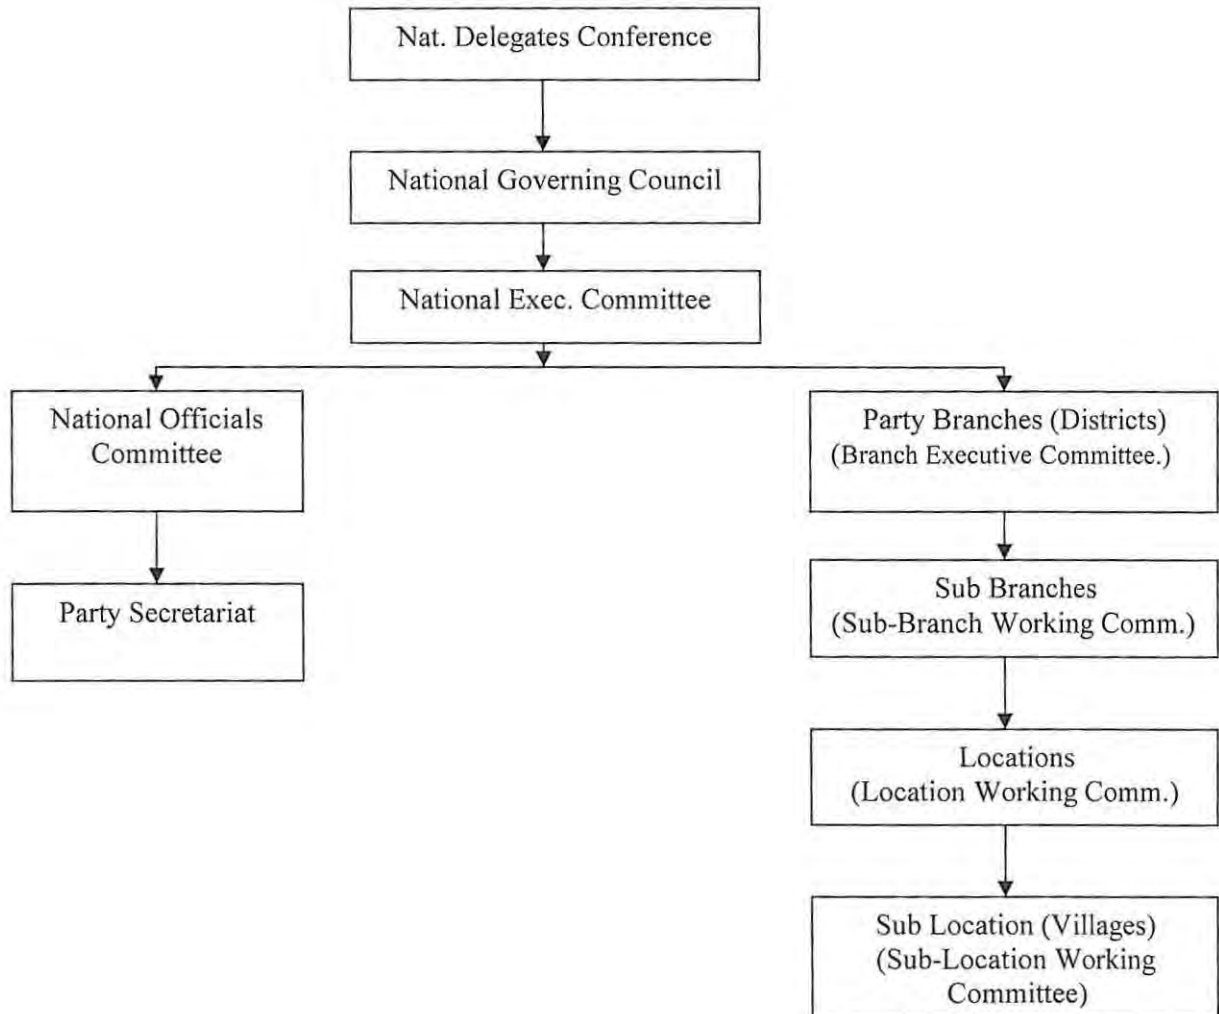 Nat. Delegates Conference
National Governing Council
National Exec. Committee
National Officials
Committee
Party Secretariat
Party Branches (Districts)
(Branch Executive Committee.)
Sub Branches
(Sub-Branch Working Comm.)
Locations
(Location Working Comm.)
Sub Location (Villages)
(Sub-Location Working
Committee)